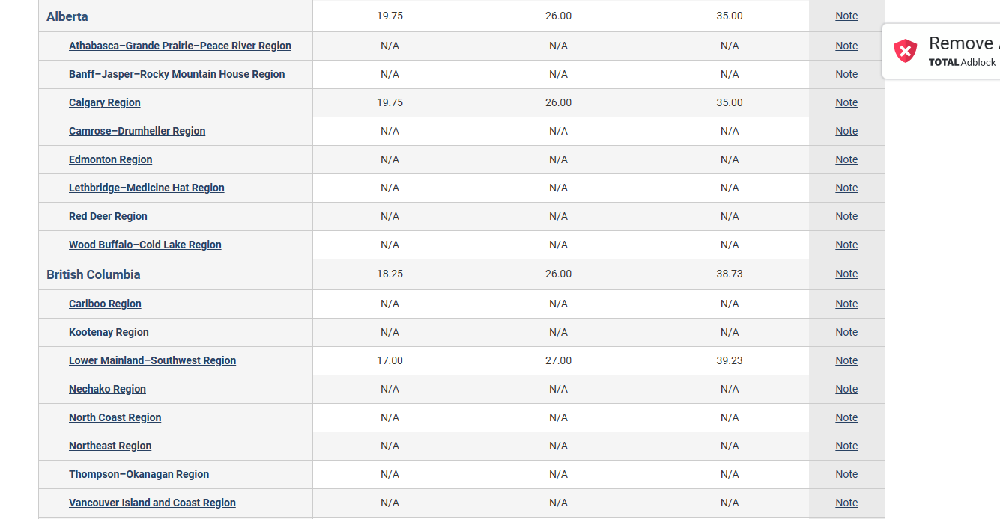 Alberta 19.75 26.00 35.00 Note
Athabasca–Grande Prairie–Peace River Region N/A N/A N/A Note
Banff–Jasper–Rocky Mountain House Region N/A N/A N/A Note
Calgary Region 19.75 26.00 35.00 Note
Camrose–Drumheller Region N/A N/A N/A Note
Edmonton Region N/A N/A N/A Note
Lethbridge–Medicine Hat Region N/A N/A N/A Note
Red Deer Region N/A N/A N/A Note
Wood Buffalo–Cold Lake Region N/A N/A N/A Note
British Columbia 18.25 26.00 38.73 Note
Cariboo Region N/A N/A N/A Note
Kootenay Region N/A N/A N/A Note
Lower Mainland–Southwest Region 17.00 27.00 39.23 Note
Nechako Region N/A N/A N/A Note
North Coast Region N/A N/A N/A Note
Northeast Region N/A N/A N/A Note
Thompson–Okanagan Region N/A N/A N/A Note
Vancouver Island and Coast Region N/A N/A N/A Note
Remove
TOTAL Adblock